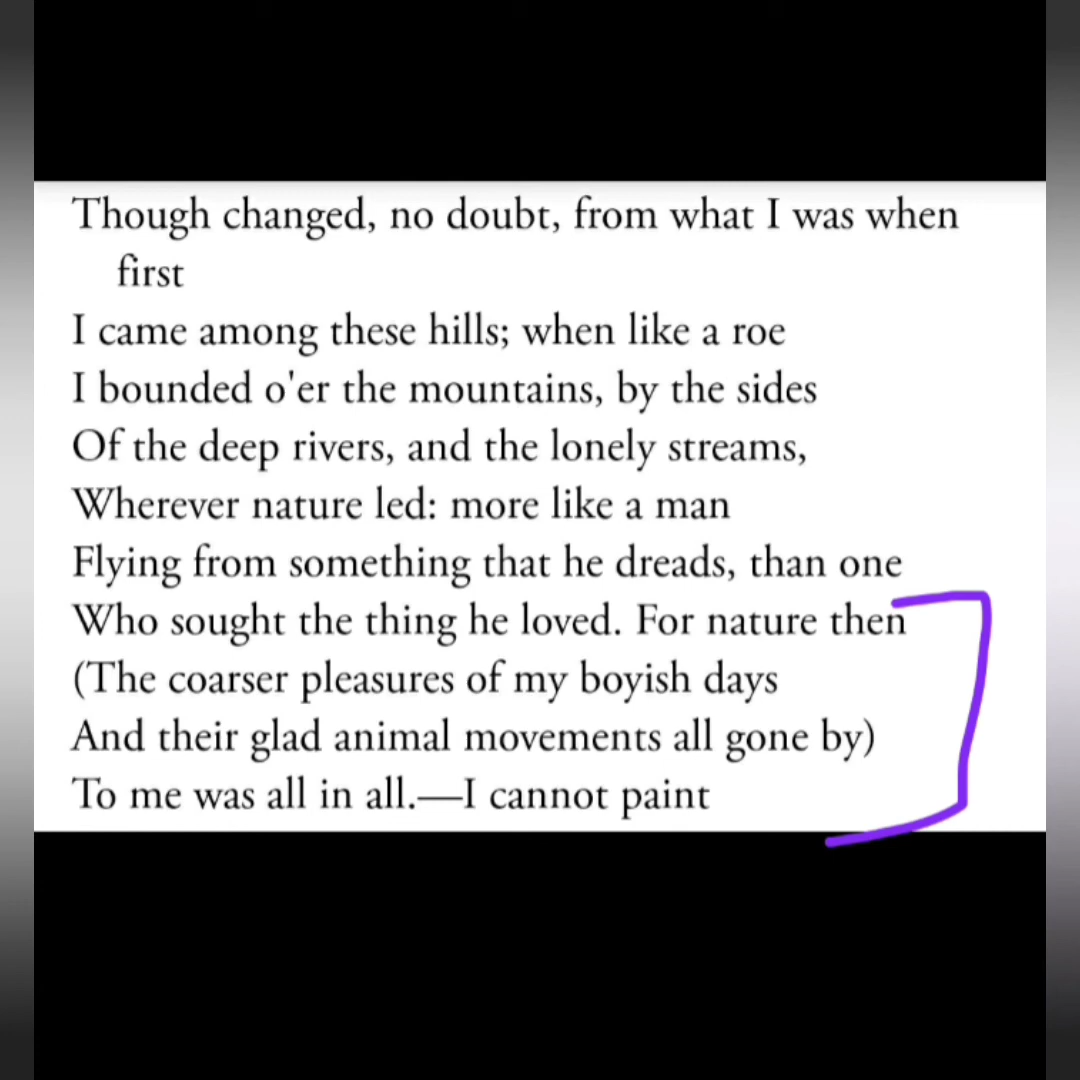 Though changed, no doubt, from what I was when
first
I came among these hills; when like a roe
I bounded o'er the mountains, by the sides
Of the deep rivers, and the lonely streams,
Wherever nature led: more like a man
Flying from something that he dreads, than one
Who sought the thing he loved. For nature then
(The coarser pleasures of my boyish days
And their glad animal movements all gone by)
To me was all in all.—I cannot paint